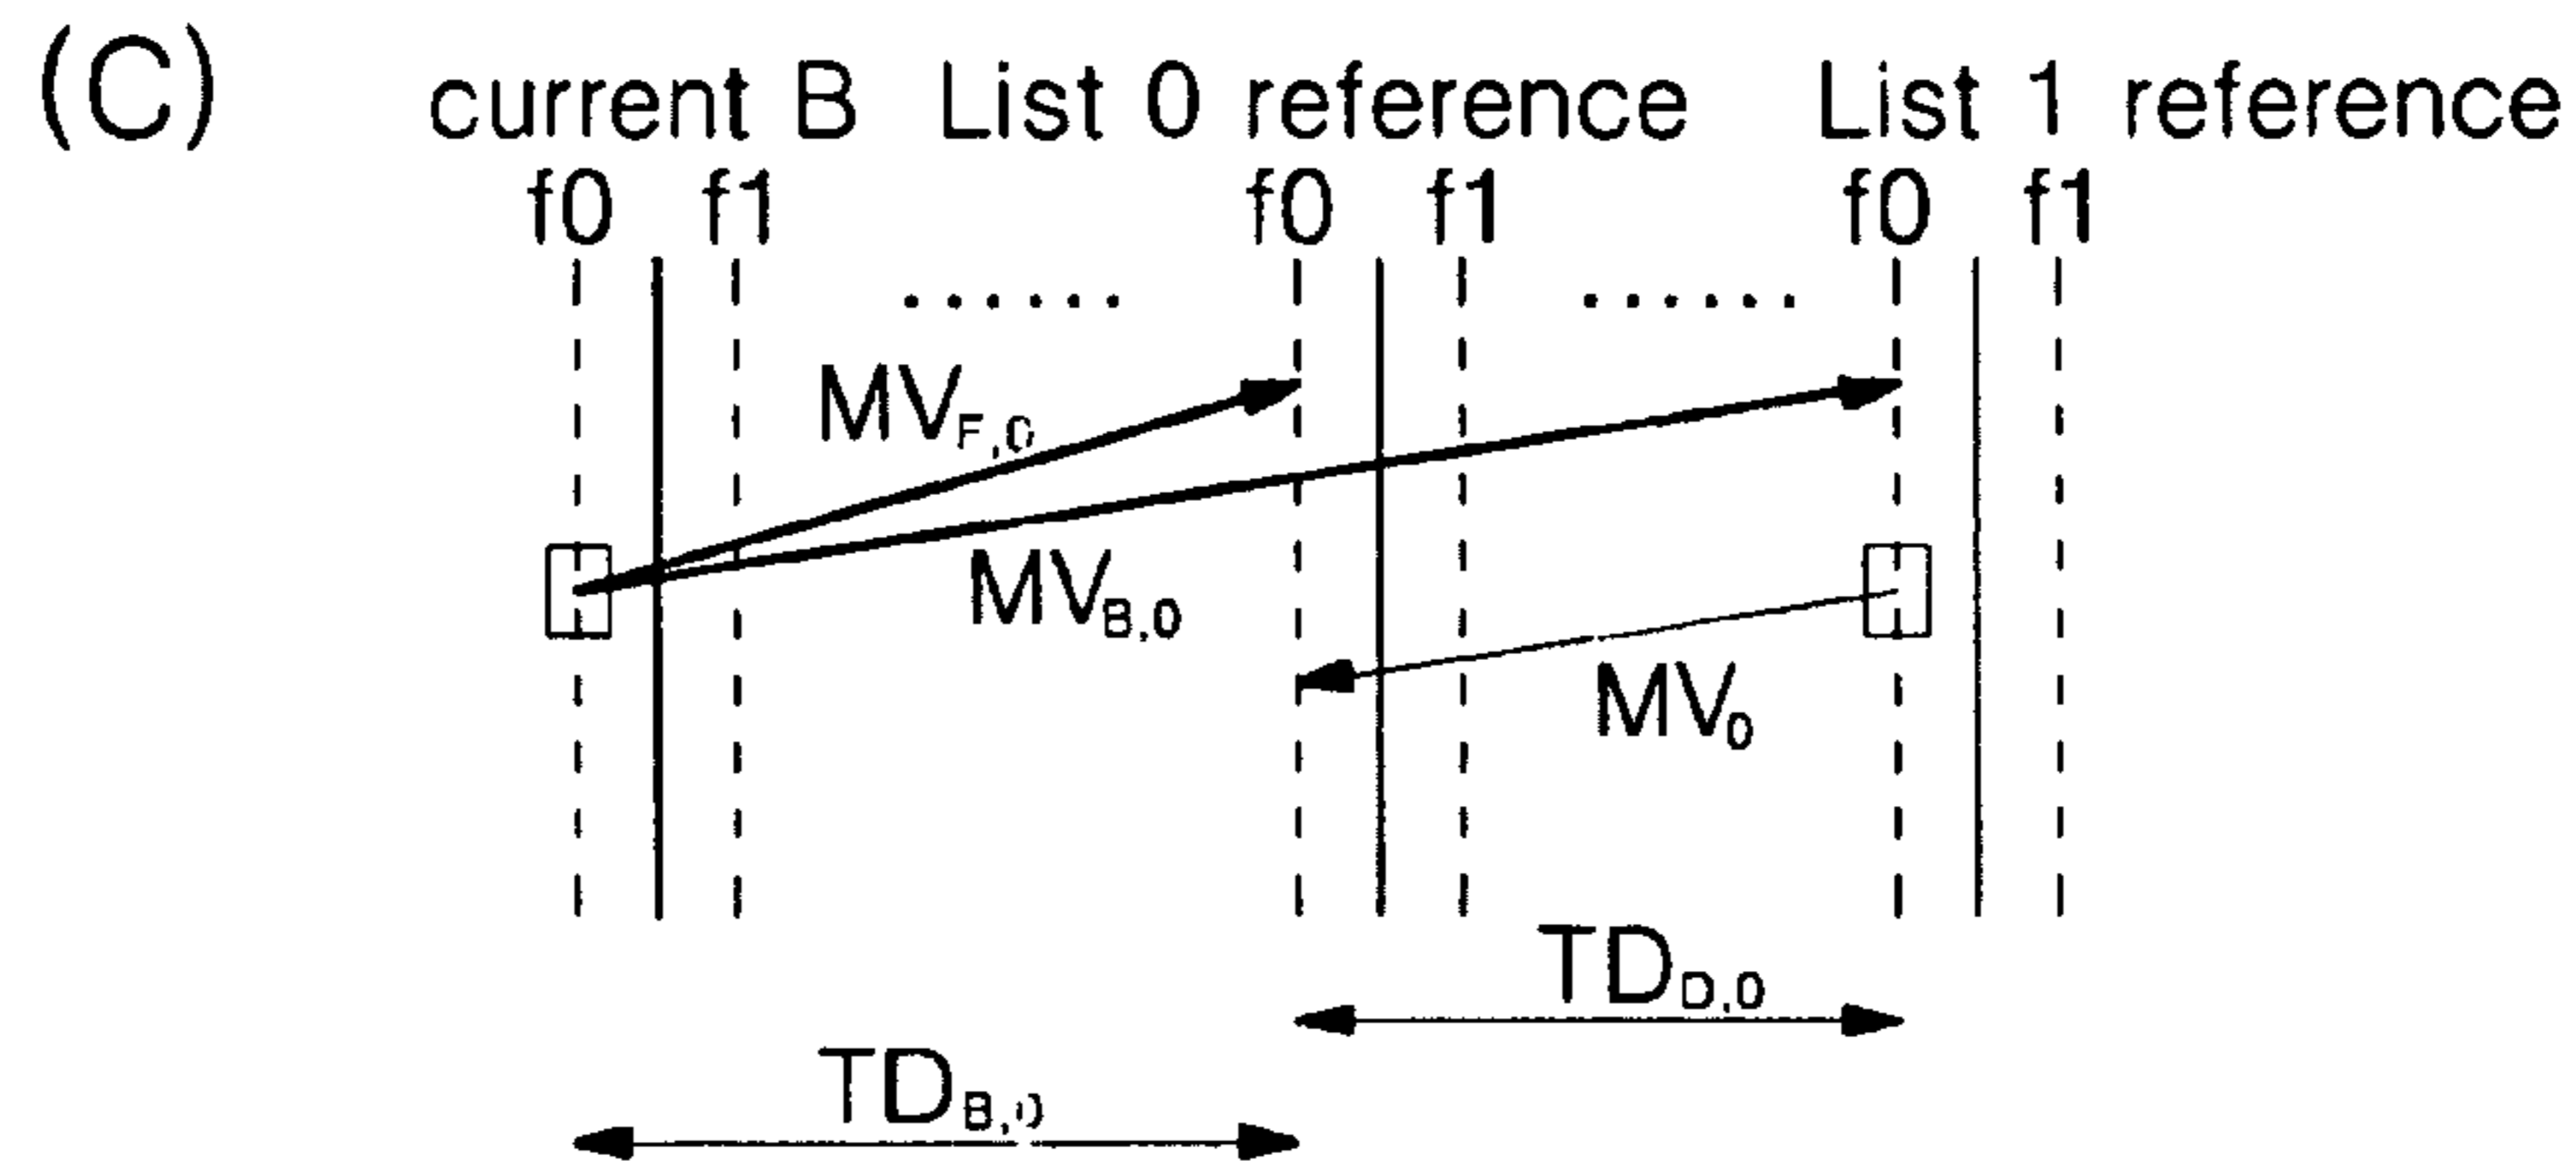 (C) current B List 0 reference List 1 reference
f0 f1 f0 f1 f0 f1
...... ......
MVF,0
MVB,0
MV0
TDD,0
TDB,0